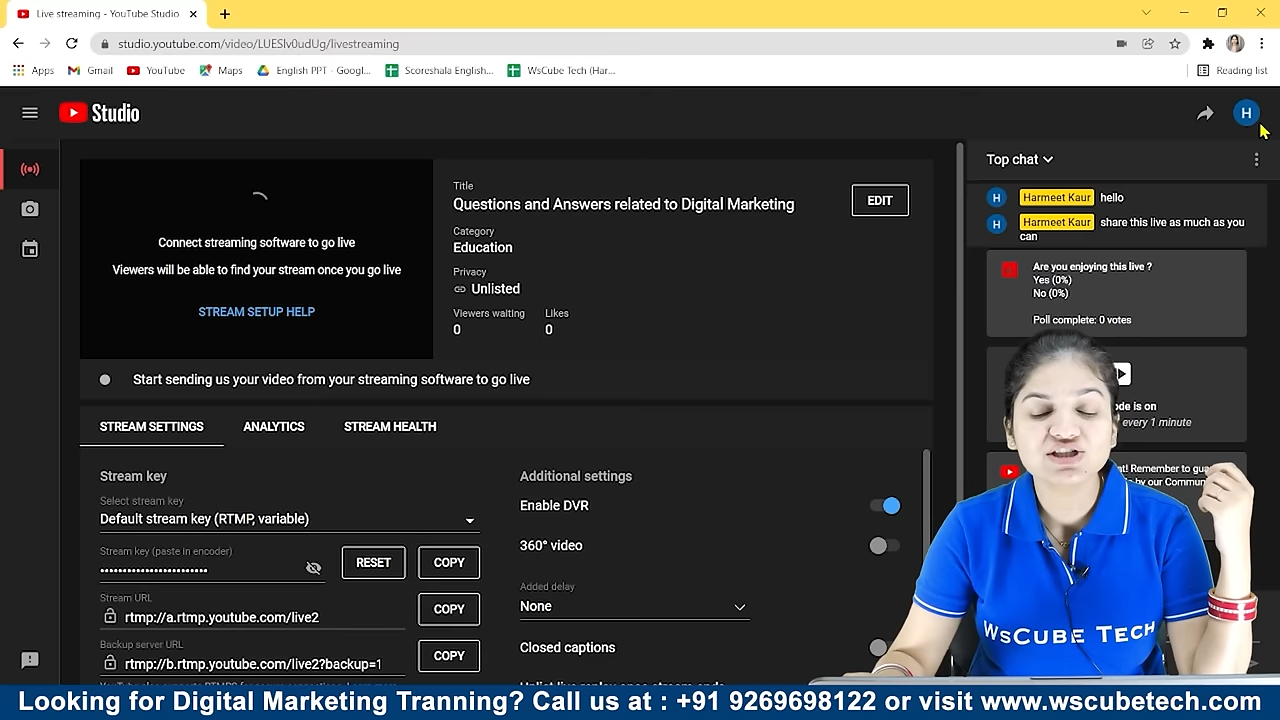 Live streaming - YouTube Studio
studio.youtube.com/video/LUESlv0udUg/livestreaming
Apps Gmail YouTube Maps English PPT - Googl... Scoreshala English... WsCube Tech (Har... Reading list
Studio
H
Top chat
H Harmeet Kaur hello
H Harmeet Kaur share this live as much as you
can
Are you enjoying this live ?
Yes (0%)
No (0%)
Poll complete: 0 votes
ode is on
every 1 minute
Remember to gua
by our Commun
Connect streaming software to go live
Viewers will be able to find your stream once you go live
STREAM SETUP HELP
Title
Questions and Answers related to Digital Marketing
EDIT
Category
Education
Privacy
Unlisted
Viewers waiting Likes
0 0
Start sending us your video from your streaming software to go live
STREAM SETTINGS ANALYTICS STREAM HEALTH
Stream key
Select stream key
Default stream key (RTMP, variable)
Stream key (paste in encoder)
RESET COPY
Stream URL
rtmp://a.rtmp.youtube.com/live2
COPY
Backup server URL
rtmp://b.rtmp.youtube.com/live2?backup=1
COPY
Additional settings
Enable DVR
360° video
Added delay
None
Closed captions
WsCube Tech
Looking for Digital Marketing Tranning? Call us at : +91 9269698122 or visit www.wscubetech.com